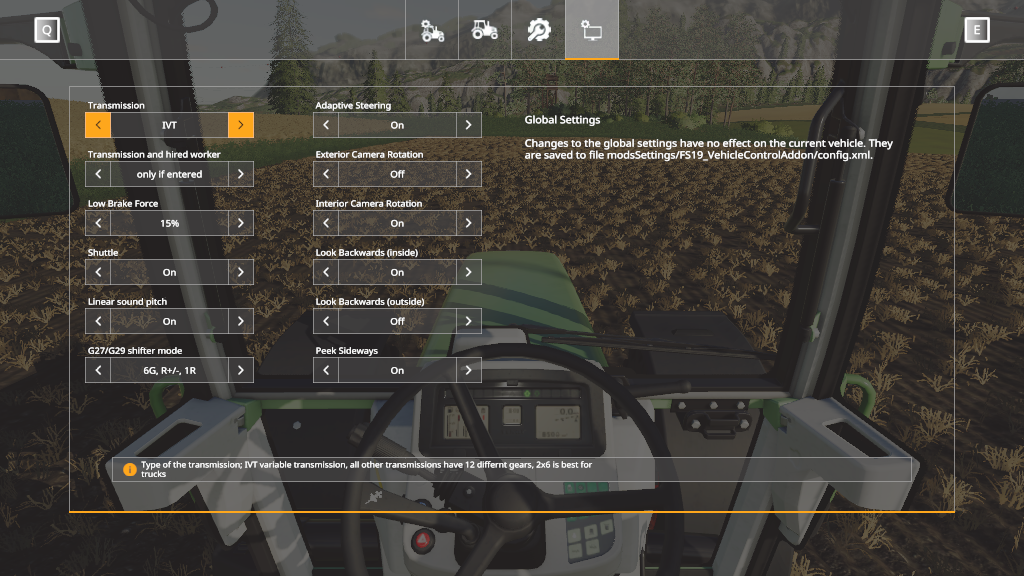 Q
E
Transmission
IVT
Transmission and hired worker
only if entered
Low Brake Force
15%
Shuttle
On
Linear sound pitch
On
G27/G29 shifter mode
6G, R+/-, 1R
Adaptive Steering
On
Exterior Camera Rotation
Off
Interior Camera Rotation
On
Look Backwards (inside)
On
Look Backwards (outside)
Off
Peek Sideways
On
Global Settings
Changes to the global settings have no effect on the current vehicle. They
are saved to file modsSettings/FS19_VehicleControlAddon/config.xml.
Type of the transmission; IVT variable transmission, all other transmissions have 12 differnt gears, 2x6 is best for
trucks